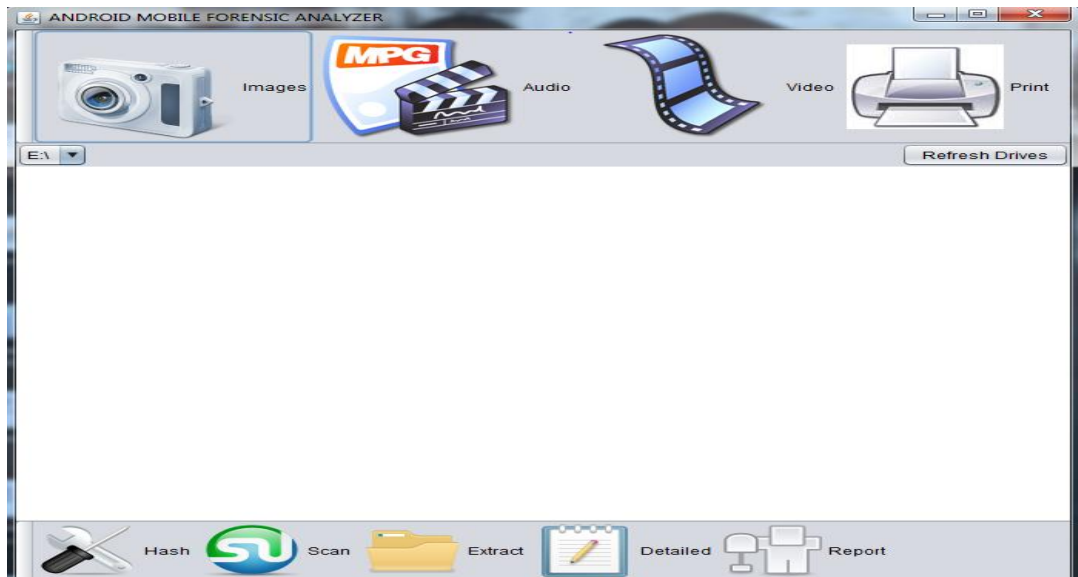 ANDROID MOBILE FORENSIC ANALYZER
Images MPG Audio Video Print
E:\ Refresh Drives
Hash Scan Extract Detailed Report